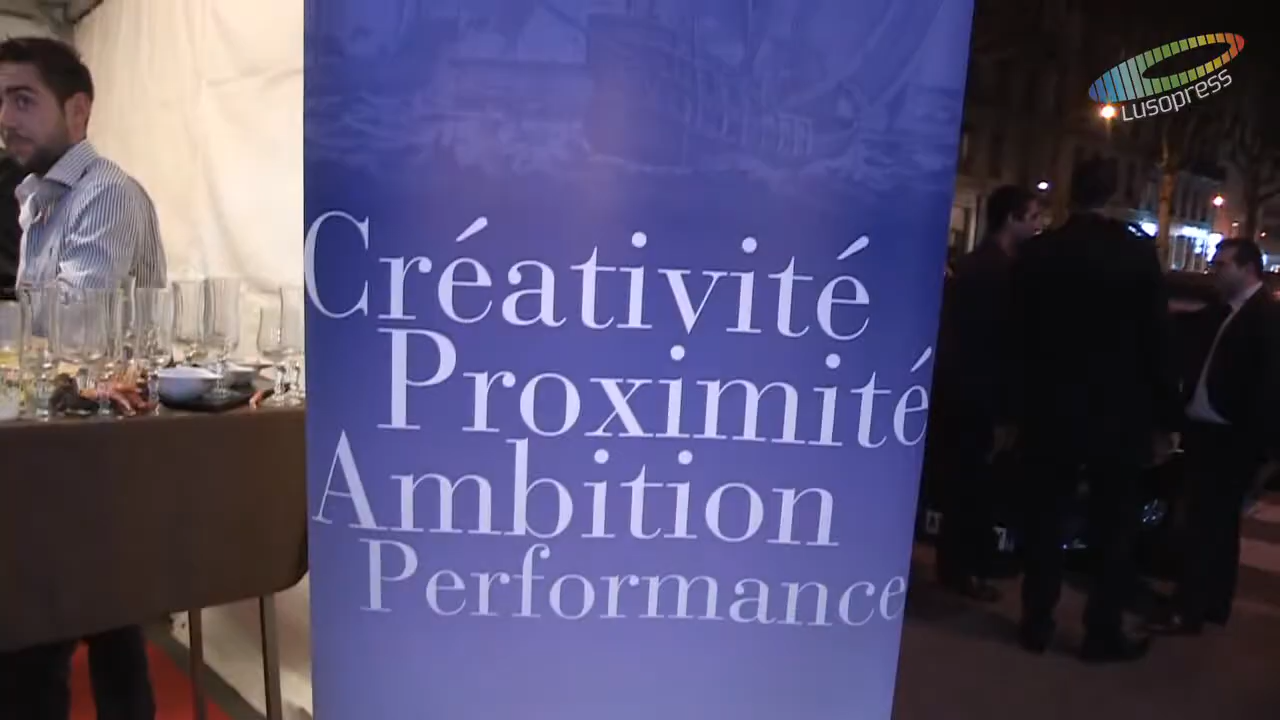 LUSOPRESS
Créativité
Proximité
Ambition
Performance